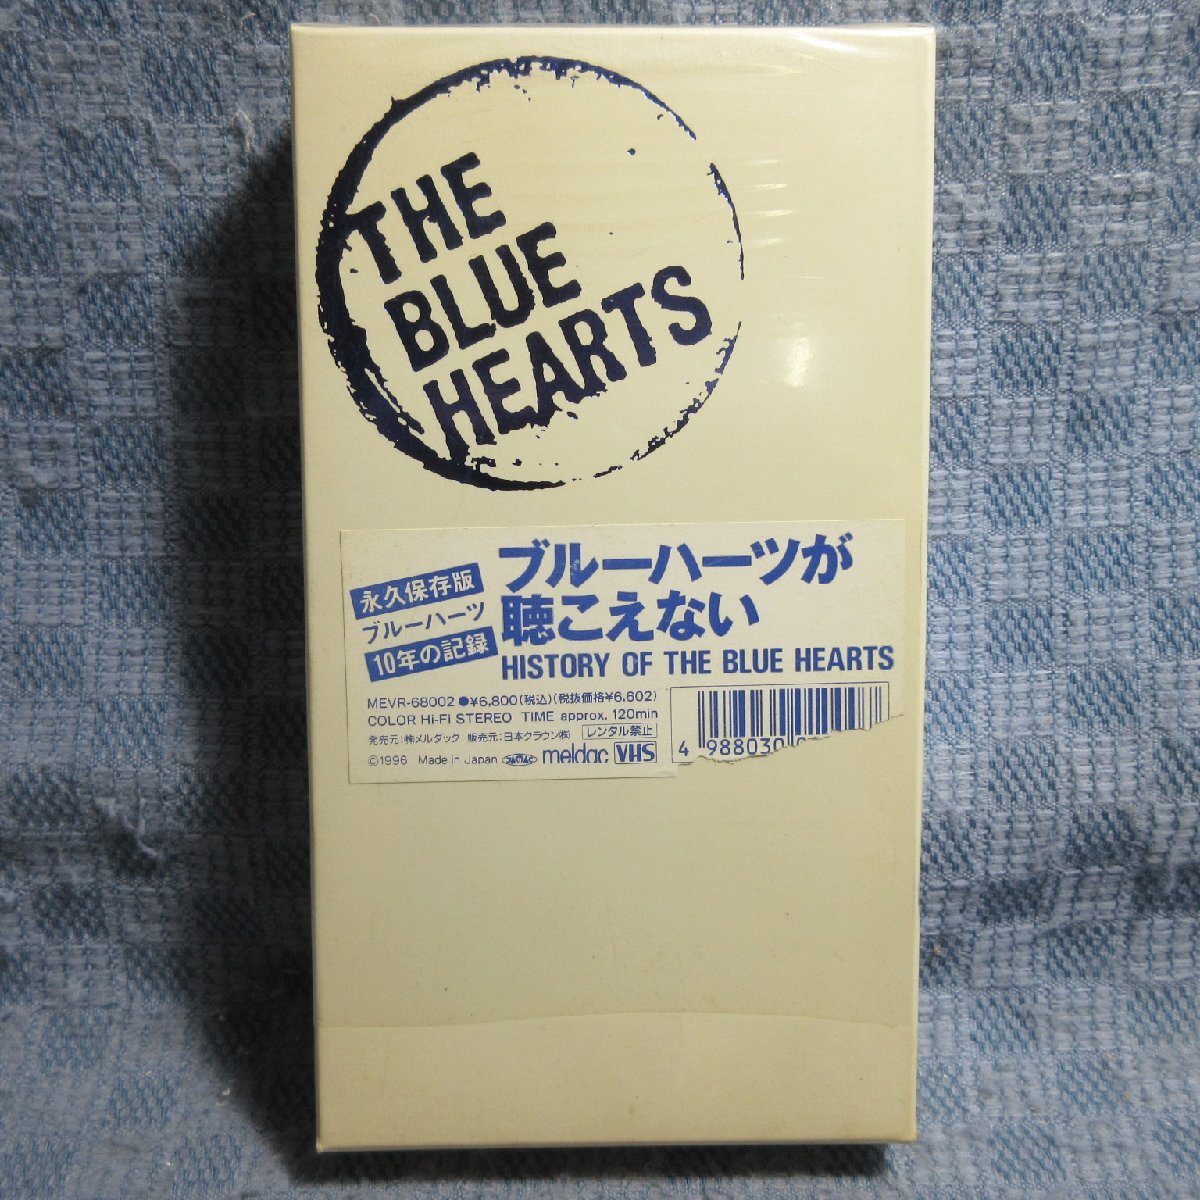 THE
BLUE
HEARTS
永久保存版
ブルーハーツ
10年の記録
ブルーハーツが
聴こえない
HISTORY OF THE BLUE HEARTS
MEVR-68002 ●¥6,800(税込)(税抜価格¥6,602)
COLOR Hi-Fi STEREO TIME approx. 120min
発売元:㈱メルダック 販売元:日本クラウン㈱ レンタル禁止
©1996 Made in Japan meldac VHS
4 988030